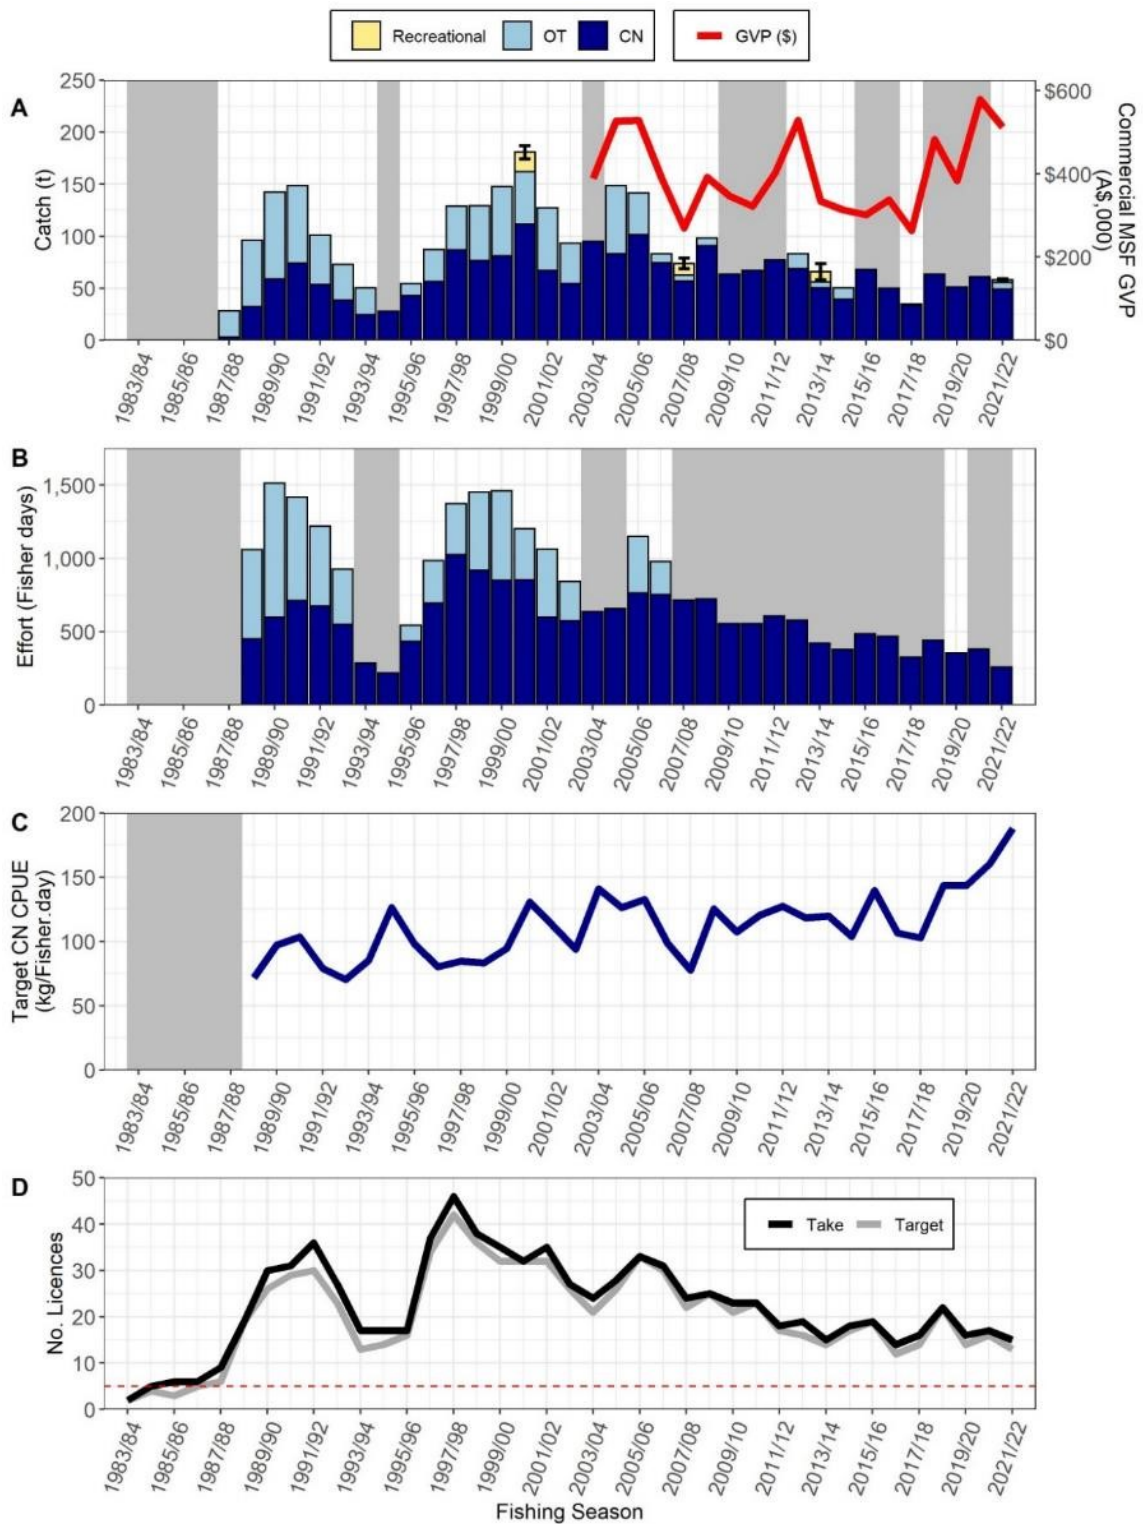 Recreational OT CN GVP ($)
A
250
200
150
100
50
0
Catch (t)
$600
$400
$200
$0
Commercial MSF GVP
(A$,000)
1983/84 1985/86 1987/88 1989/90 1991/92 1993/94 1995/96 1997/98 1999/00 2001/02 2003/04 2005/06 2007/08 2009/10 2011/12 2013/14 2015/16 2017/18 2019/20 2021/22
B
1,500
1,000
500
0
Effort (Fisher days)
1983/84 1985/86 1987/88 1989/90 1991/92 1993/94 1995/96 1997/98 1999/00 2001/02 2003/04 2005/06 2007/08 2009/10 2011/12 2013/14 2015/16 2017/18 2019/20 2021/22
C
200
150
100
50
0
Target CN CPUE
(kg/Fisher.day)
1983/84 1985/86 1987/88 1989/90 1991/92 1993/94 1995/96 1997/98 1999/00 2001/02 2003/04 2005/06 2007/08 2009/10 2011/12 2013/14 2015/16 2017/18 2019/20 2021/22
D
50
40
30
20
10
0
No. Licences
Take Target
1983/84 1985/86 1987/88 1989/90 1991/92 1993/94 1995/96 1997/98 1999/00 2001/02 2003/04 2005/06 2007/08 2009/10 2011/12 2013/14 2015/16 2017/18 2019/20 2021/22
Fishing Season